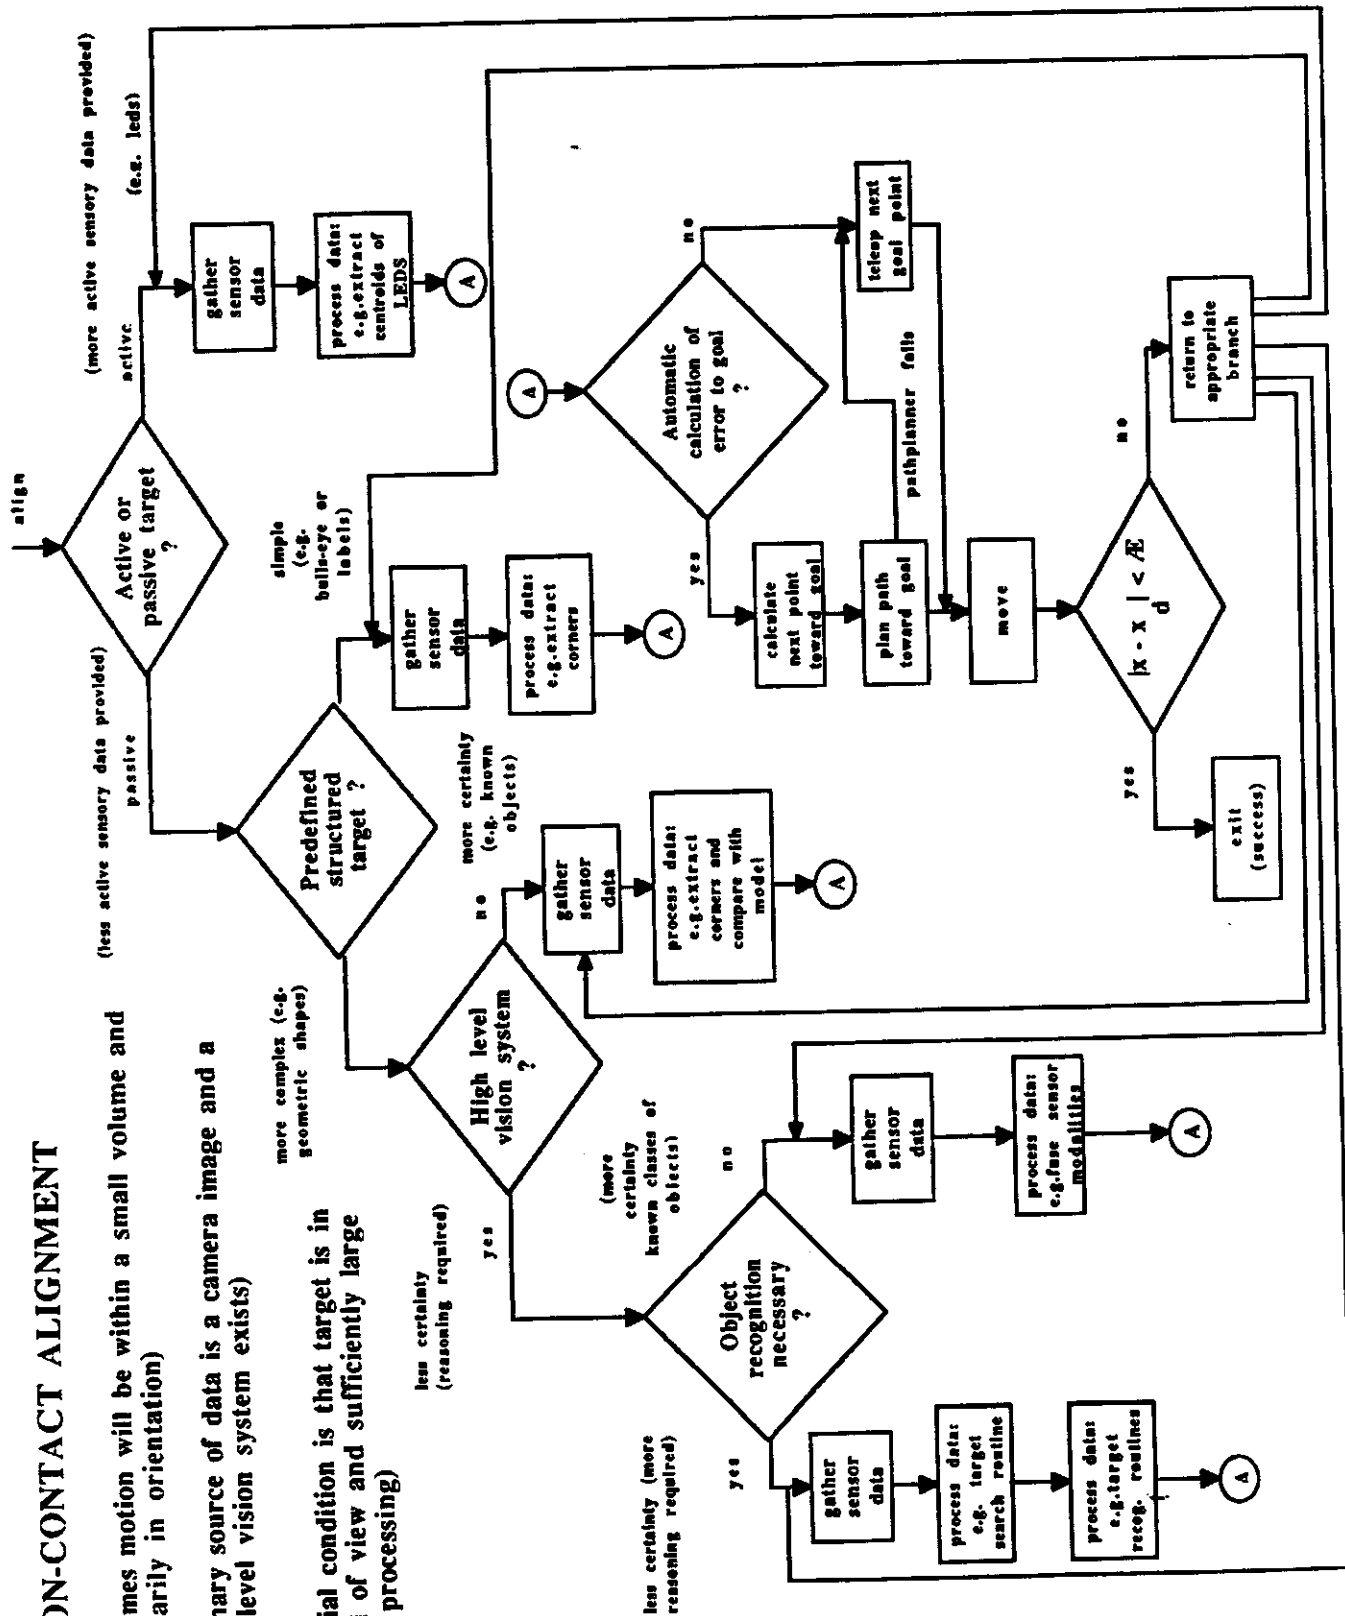 ON-CONTACT ALIGNMENT
mes motion will be within a small volume and
arily in orientation)
nary source of data is a camera image and a
level vision system exists)
ial condition is that target is in
of view and sufficiently large
processing)
align
Active or
passive target
?
(less active sensory data provided)
passive
(more active sensory data provided)
active
(e.g. leds)
gather
sensor
data
process data:
e.g.extract
centroids of
LEDS
A
Predefined
structured
target ?
simple
(e.g.
bulls-eye or
labels)
gather
sensor
data
process data:
e.g.extract
corners
A
more complex (e.g.
geometric shapes)
High level
vision system
?
more certainty
(e.g. known
objects)
no
gather
sensor
data
process data:
e.g.extract
corners and
compare with
model
A
less certainty
(reasoning required)
yes
Object
recognition
necessary
?
(more
certainty
known classes of
objects)
no
gather
sensor
data
process data:
e.g.fuse sensor
modalities
A
less certainty (more
reasoning required)
yes
gather
sensor
data
process data:
e.g. target
search routine
process data:
e.g.target
recog. routines
A
A
Automatic
calculation of
error to goal
?
no
teleop next
goal point
yes
calculate
next point
toward goal
plan path
toward goal
pathplanner fails
move
|x - x | < Æ
d
no
return to
appropriate
branch
yes
exit
(success)